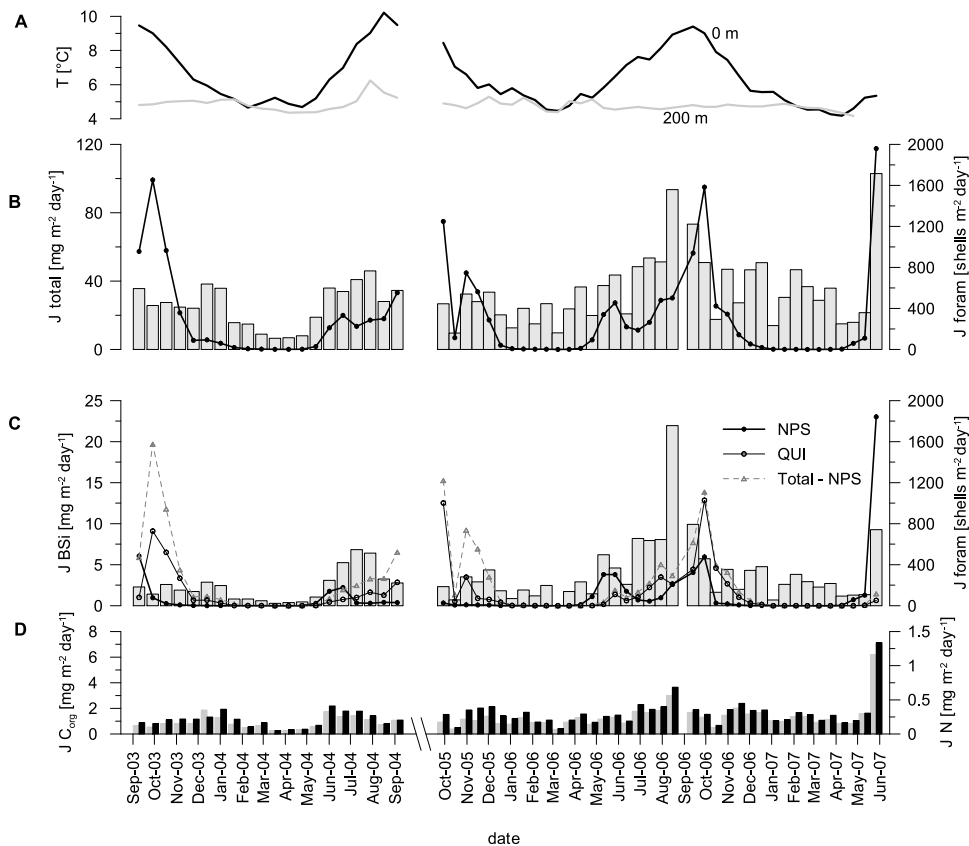 A
T [°C]
10
8
6
4
0 m
200 m
B
J total [mg m-2 day-1]
120
80
40
0
2000
1600
1200
800
400
0
J foram [shells m-2 day-1]
C
J BSi [mg m-2 day-1]
25
20
15
10
5
0
NPS
QUI
Total - NPS
2000
1600
1200
800
400
0
J foram [shells m-2 day-1]
D
J Corg [mg m-2 day-1]
8
6
4
2
0
1.5
1
0.5
0
J N [mg m-2 day-1]
Sep-03
Oct-03
Nov-03
Dec-03
Jan-04
Feb-04
Mar-04
Apr-04
May-04
Jun-04
Jul-04
Aug-04
Sep-04
Oct-05
Nov-05
Dec-05
Jan-06
Feb-06
Mar-06
Apr-06
May-06
Jun-06
Jul-06
Aug-06
Sep-06
Oct-06
Nov-06
Dec-06
Jan-07
Feb-07
Mar-07
Apr-07
May-07
Jun-07
date